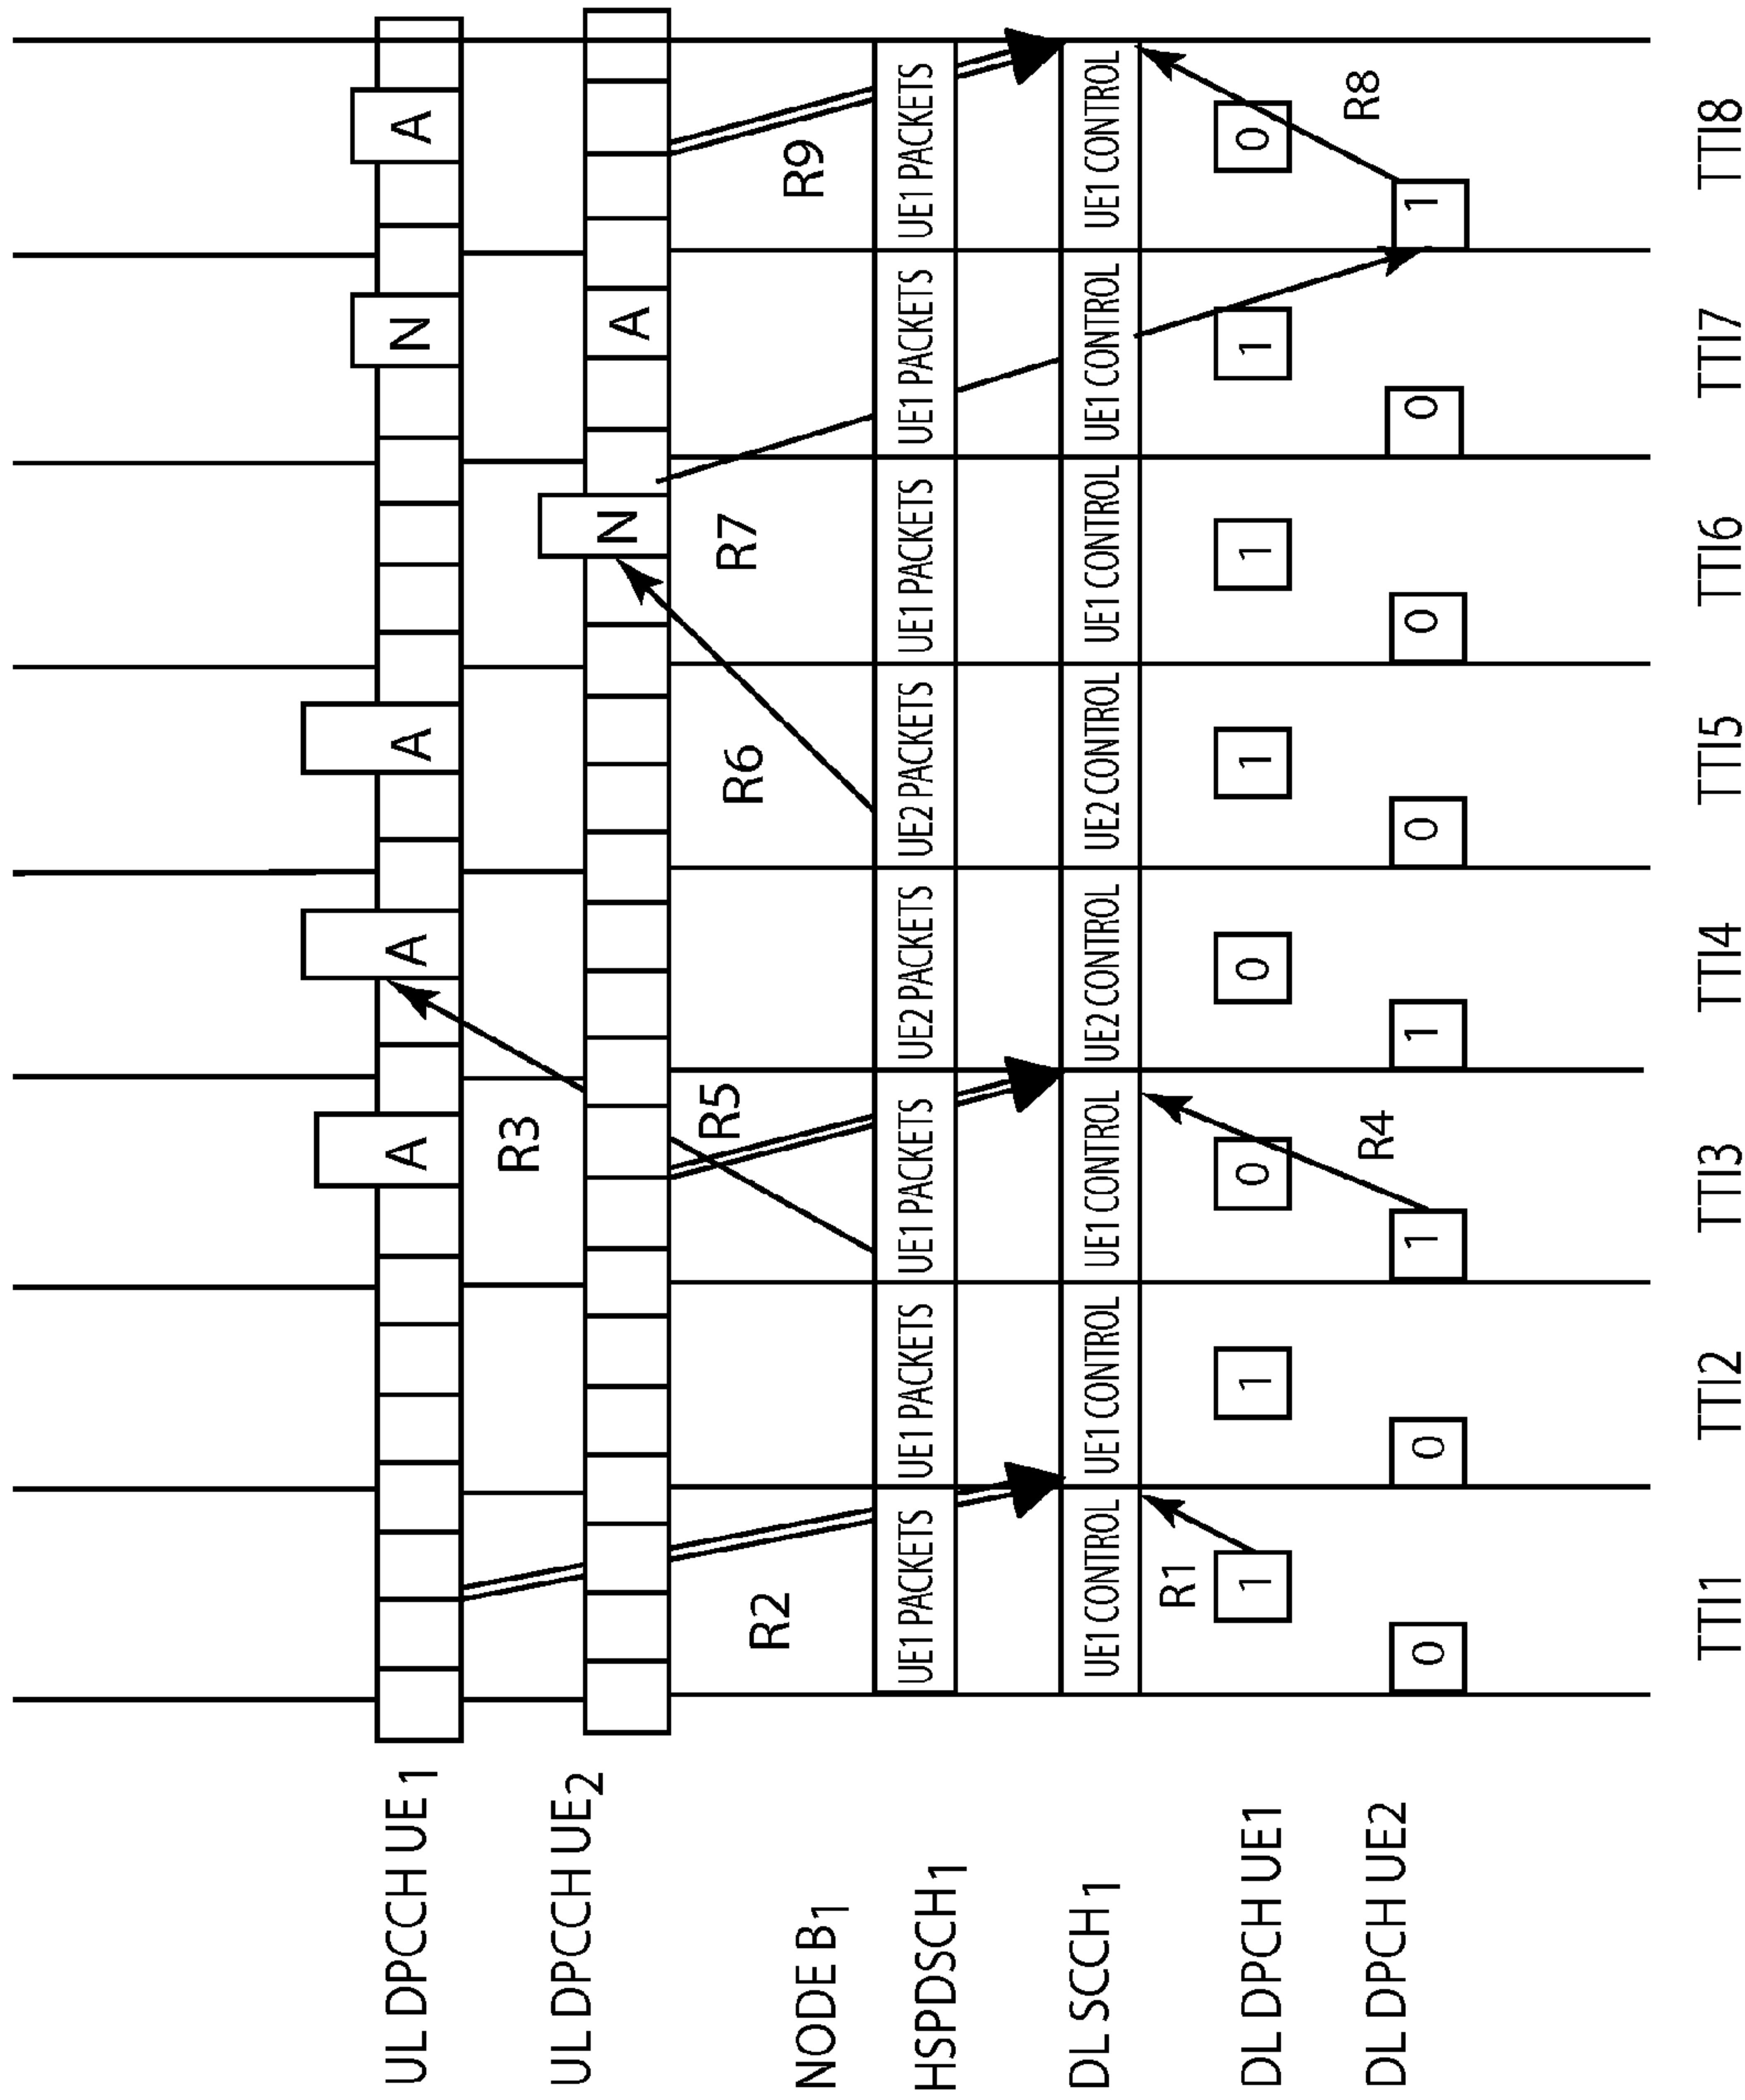 UL DPCCH UE1 A A A N A
R3
UL DPCCH UE2 N A
R2 R5 R6 R7 R9
NODE B1
HSPDSCH1 UE1 PACKETS UE1 PACKETS UE1 PACKETS UE2 PACKETS UE2 PACKETS UE1 PACKETS UE1 PACKETS UE1 PACKETS
DL SCCH1 UE1 CONTROL UE1 CONTROL UE1 CONTROL UE2 CONTROL UE2 CONTROL UE1 CONTROL UE1 CONTROL UE1 CONTROL
R1
DL DPCH UE1 1 1 0 0 1 1 1 0
R4 R8
DL DPCH UE2 0 0 1 1 0 0 0 1
TTI1 TTI2 TTI3 TTI4 TTI5 TTI6 TTI7 TTI8